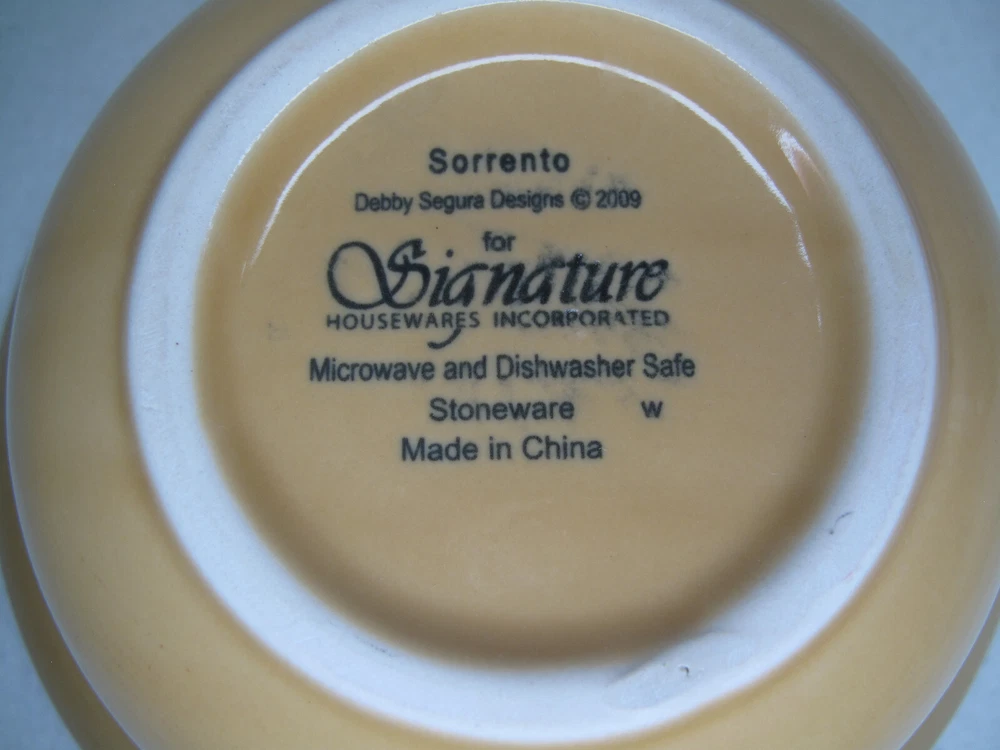 Sorrento
Debby Segura Designs © 2009
for
Signature
HOUSEWARES INCORPORATED
Microwave and Dishwasher Safe
Stoneware w
Made in China